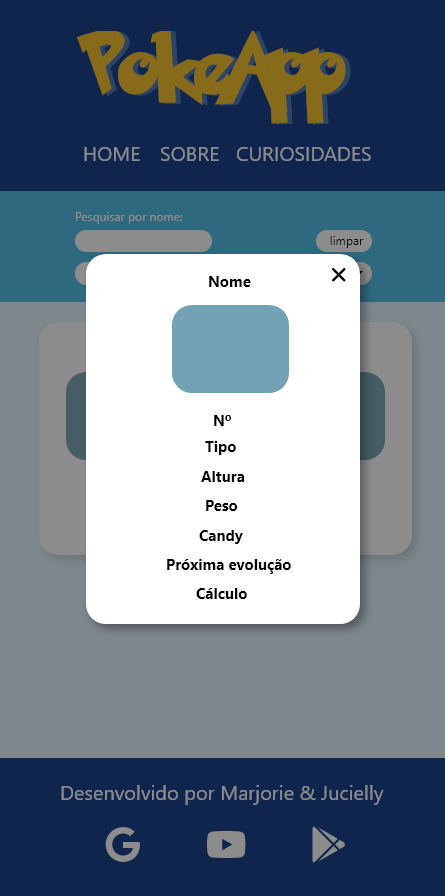 PokeApp
HOME SOBRE CURIOSIDADES
Pesquisar por nome:
limpar
Nome
Nº
Tipo
Altura
Peso
Candy
Próxima evolução
Cálculo
Desenvolvido por Marjorie & Jucielly